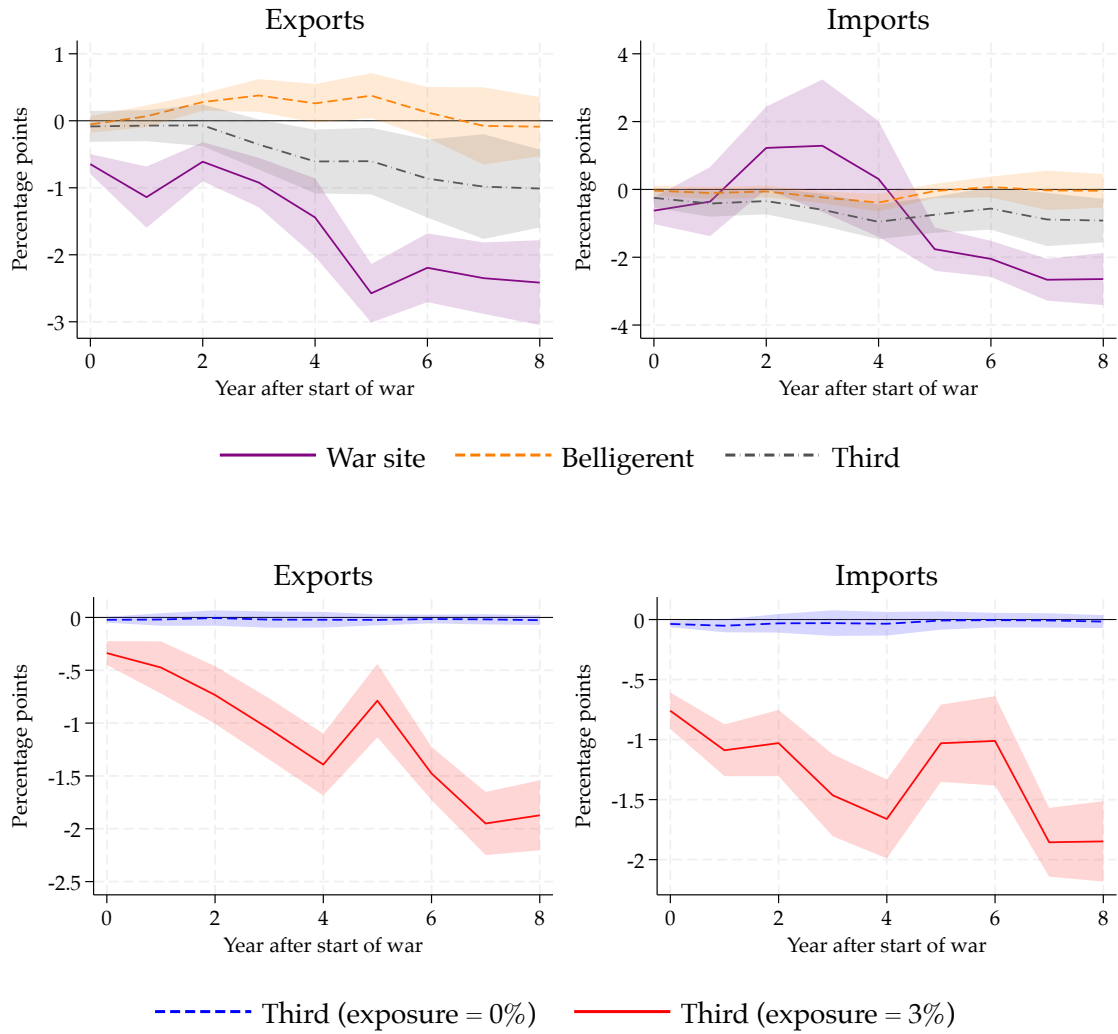 Exports
Imports
Percentage points
1
0
-1
-2
-3
0 2 4 6 8
Year after start of war
Percentage points
4
2
0
-2
-4
0 2 4 6 8
Year after start of war
War site Belligerent Third
Exports
Imports
Percentage points
0
-.5
-1
-1.5
-2
-2.5
0 2 4 6 8
Year after start of war
Percentage points
0
-.5
-1
-1.5
-2
0 2 4 6 8
Year after start of war
Third (exposure = 0%) Third (exposure = 3%)